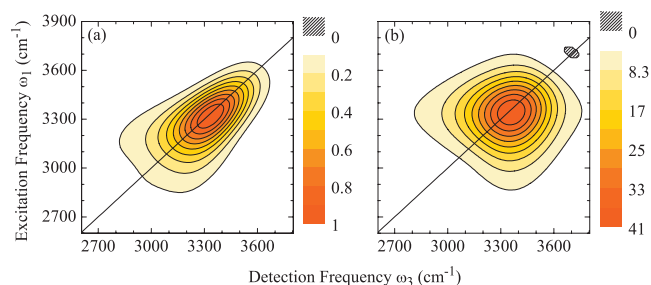 (a)
(b)
Excitation Frequency ω1 (cm-1)
3900
3600
3300
3000
2700
2700 3000 3300 3600
2700 3000 3300 3600
0
0.2
0.4
0.6
0.8
1
0
8.3
17
25
33
41
Detection Frequency ω3 (cm-1)